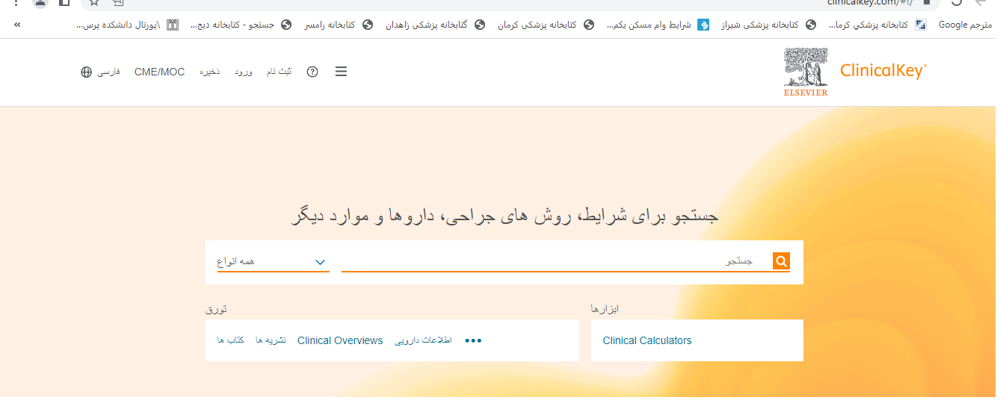 clinicalkey.com/#!/
مترجم Google کتابخانه پزشکي کرما... کتابخانه پزشکی شیراز شرایط وام مسکن یکم... کتابخانه پزشکی کرمان گتابخانه پزشکی زاهدان کتابخانه رامسر جستجو - کتابخانه دیج... \پورتال دانشکده پرس... »
ClinicalKey®
ELSEVIER
ثبت نام ورود ذخیره CME/MOC فارسی
جستجو برای شرایط، روش های جراحی، داروها و موارد دیگر
جستجو همه انواع
ابزارها تورق
Clinical Calculators
کتاب ها نشریه ها Clinical Overviews اطلاعات دارویی •••